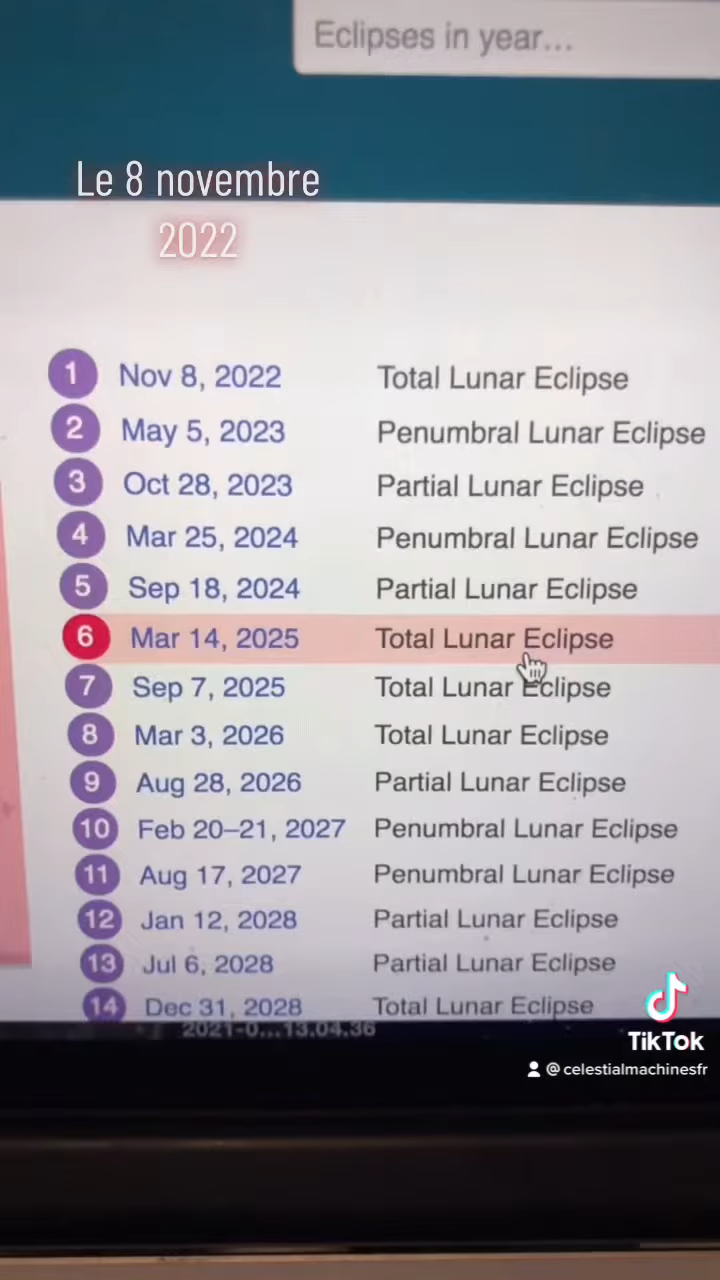 Eclipses in year...
Le 8 novembre
2022
1 Nov 8, 2022 Total Lunar Eclipse
2 May 5, 2023 Penumbral Lunar Eclipse
3 Oct 28, 2023 Partial Lunar Eclipse
4 Mar 25, 2024 Penumbral Lunar Eclipse
5 Sep 18, 2024 Partial Lunar Eclipse
6 Mar 14, 2025 Total Lunar Eclipse
7 Sep 7, 2025 Total Lunar Eclipse
8 Mar 3, 2026 Total Lunar Eclipse
9 Aug 28, 2026 Partial Lunar Eclipse
10 Feb 20–21, 2027 Penumbral Lunar Eclipse
11 Aug 17, 2027 Penumbral Lunar Eclipse
12 Jan 12, 2028 Partial Lunar Eclipse
13 Jul 6, 2028 Partial Lunar Eclipse
14 Dec 31, 2028 Total Lunar Eclipse
2021-0...13.04.36
TikTok
@celestialmachinesfr